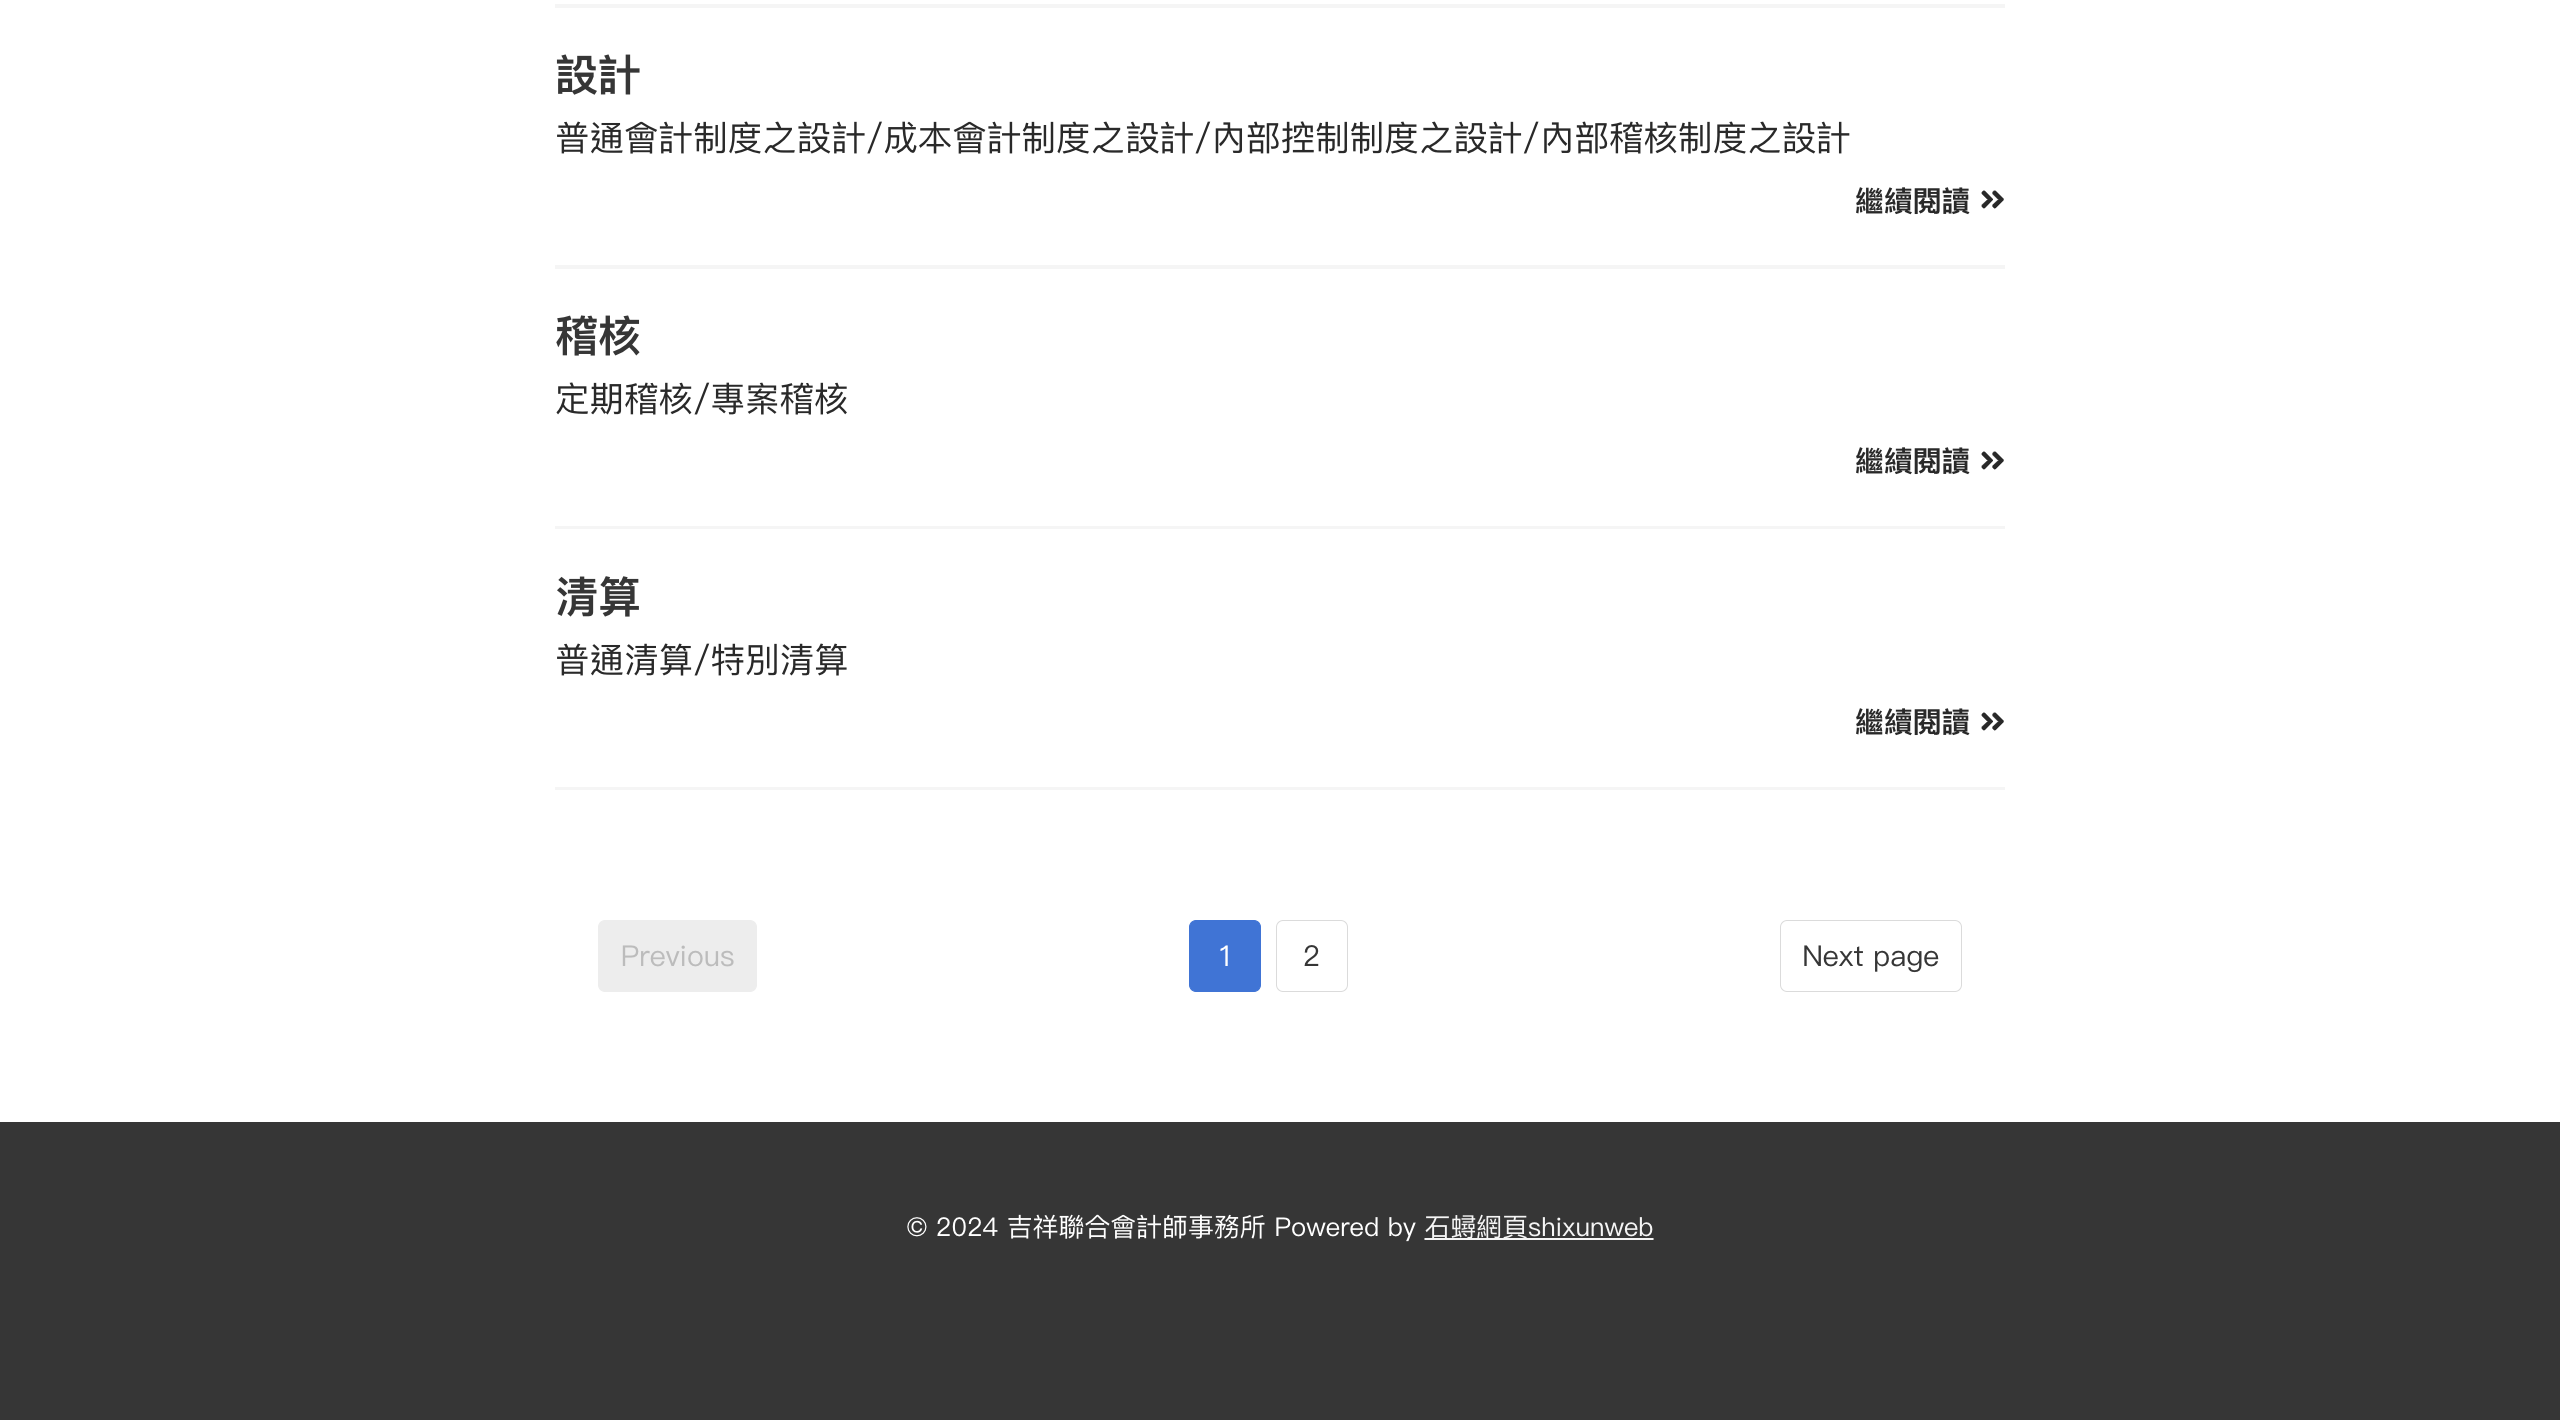 設計
普通會計制度之設計/成本會計制度之設計/內部控制制度之設計/內部稽核制度之設計
繼續閱讀
稽核
定期稽核/專案稽核
繼續閱讀
清算
普通清算/特別清算
繼續閱讀
Previous
1
2
Next page
© 2024 吉祥聯合會計師事務所 Powered by 石蟳網頁shixunweb